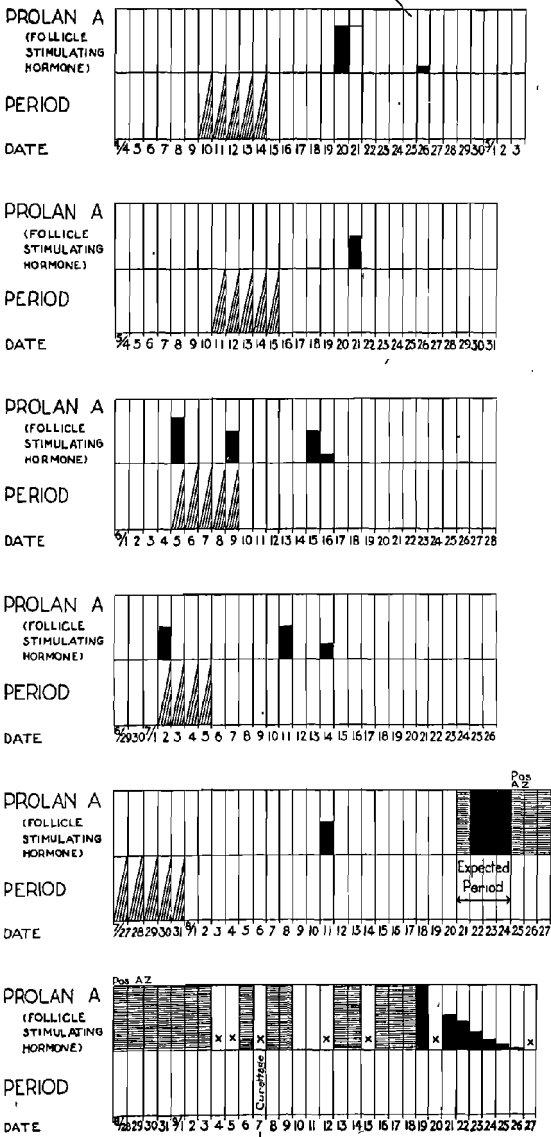 PROLAN A
(FOLLICLE
STIMULATING
HORMONE)
PERIOD
DATE 4/4 5 6 7 8 9 10 11 12 13 14 15 16 17 18 19 20 21 22 23 24 25 26 27 28 29 30 5/1 2 3
PROLAN A
(FOLLICLE
STIMULATING
HORMONE)
PERIOD
DATE 5/4 5 6 7 8 9 10 11 12 13 14 15 16 17 18 19 20 21 22 23 24 25 26 27 28 29 30 31
PROLAN A
(FOLLICLE
STIMULATING
HORMONE)
PERIOD
DATE 6/1 2 3 4 5 6 7 8 9 10 11 12 13 14 15 16 17 18 19 20 21 22 23 24 25 26 27 28
PROLAN A
(FOLLICLE
STIMULATING
HORMONE)
PERIOD
DATE 6/29 30 7/1 2 3 4 5 6 7 8 9 10 11 12 13 14 15 16 17 18 19 20 21 22 23 24 25 26
Pos
AZ
PROLAN A
(FOLLICLE
STIMULATING
HORMONE)
Expected
Period
PERIOD
DATE 7/27 28 29 30 31 8/1 2 3 4 5 6 7 8 9 10 11 12 13 14 15 16 17 18 19 20 21 22 23 24 25 26 27
Pos AZ
PROLAN A
(FOLLICLE
STIMULATING
HORMONE)
x x x x x x x
Curettage
PERIOD
DATE 8/28 29 30 31 9/1 2 3 4 5 6 7 8 9 10 11 12 13 14 15 16 17 18 19 20 21 22 23 24 25 26 27